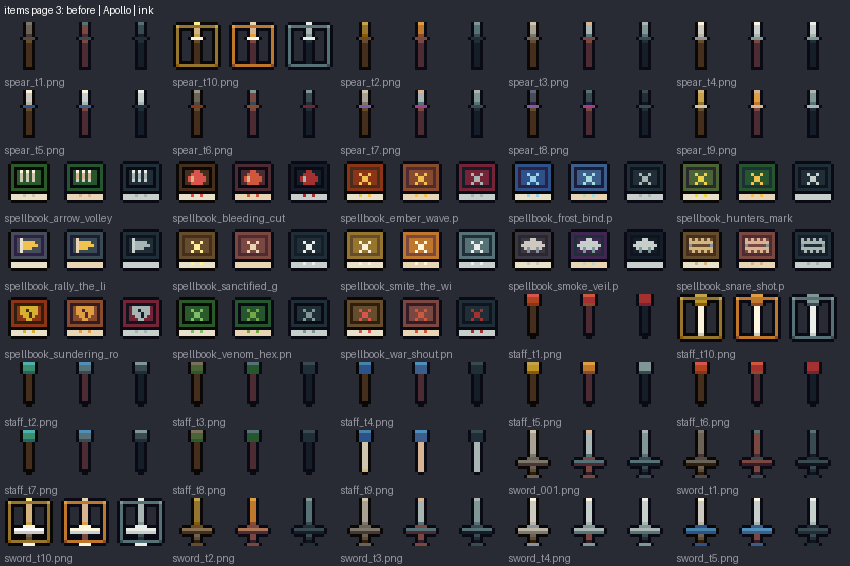 items page 3: before | Apollo | ink
spear_t1.png spear_t10.png spear_t2.png spear_t3.png spear_t4.png
spear_t5.png spear_t6.png spear_t7.png spear_t8.png spear_t9.png
spellbook_arrow_volley spellbook_bleeding_cut spellbook_ember_wave.p spellbook_frost_bind.p spellbook_hunters_mark
spellbook_rally_the_li spellbook_sanctified_g spellbook_smite_the_wi spellbook_smoke_veil.p spellbook_snare_shot.p
spellbook_sundering_ro spellbook_venom_hex.pn spellbook_war_shout.pn staff_t1.png staff_t10.png
staff_t2.png staff_t3.png staff_t4.png staff_t5.png staff_t6.png
staff_t7.png staff_t8.png staff_t9.png sword_001.png sword_t1.png
sword_t10.png sword_t2.png sword_t3.png sword_t4.png sword_t5.png